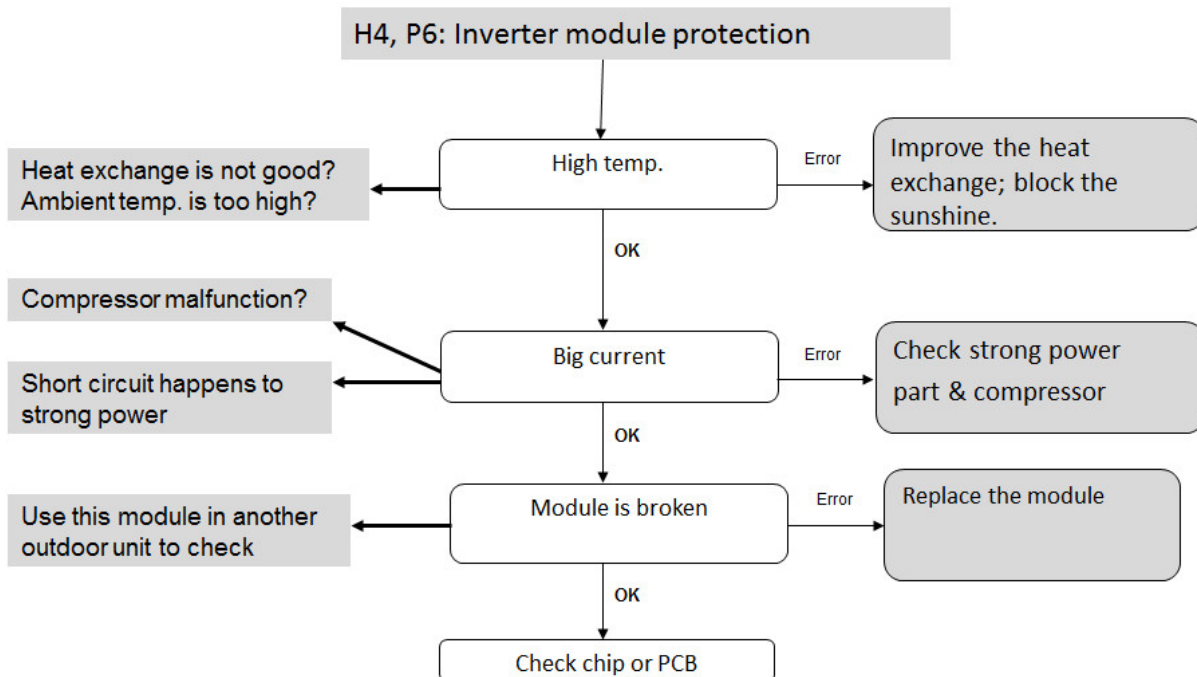 H4, P6: Inverter module protection
Heat exchange is not good?
Ambient temp. is too high?
High temp.
Error
Improve the heat
exchange; block the
sunshine.
OK
Compressor malfunction?
Short circuit happens to
strong power
Big current
Error
Check strong power
part & compressor
OK
Use this module in another
outdoor unit to check
Module is broken
Error
Replace the module
OK
Check chip or PCB